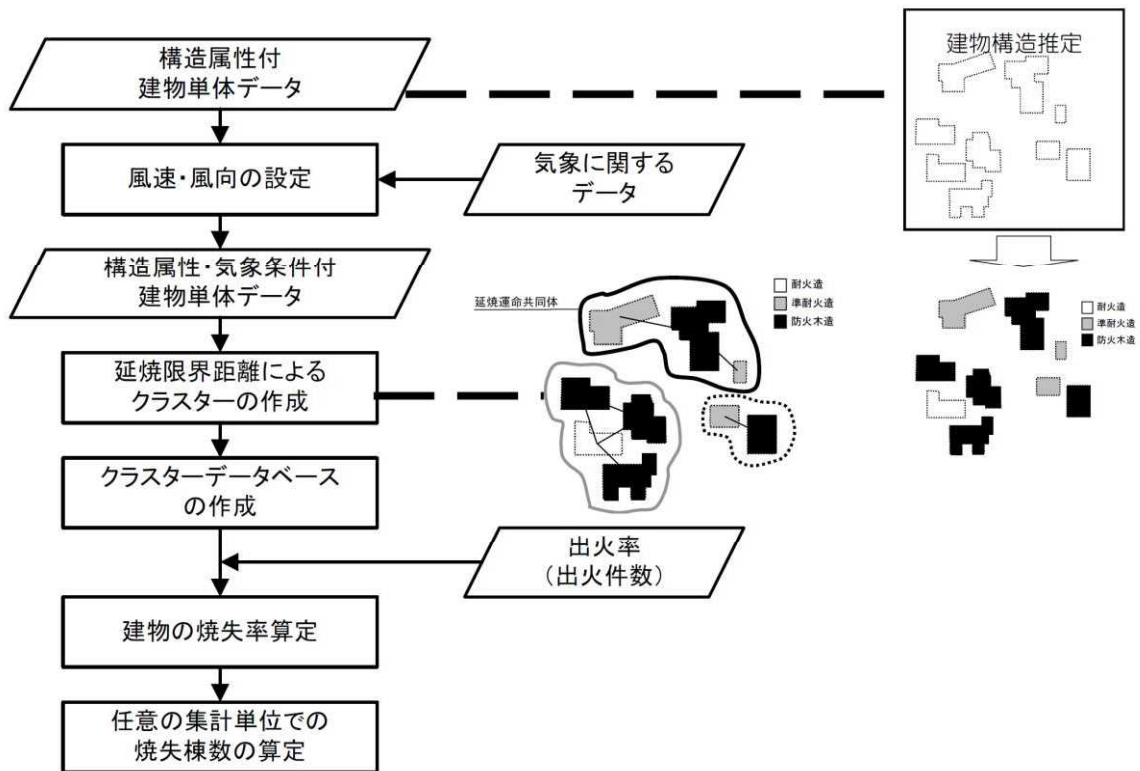 構造属性付
建物単体データ
風速・風向の設定
気象に関する
データ
構造属性・気象条件付
建物単体データ
延焼限界距離による
クラスターの作成
クラスターデータベース
の作成
出火率
(出火件数)
建物の焼失率算定
任意の集計単位での
焼失棟数の算定
延焼運命共同体
耐火造
準耐火造
防火木造
建物構造推定
耐火造
準耐火造
防火木造